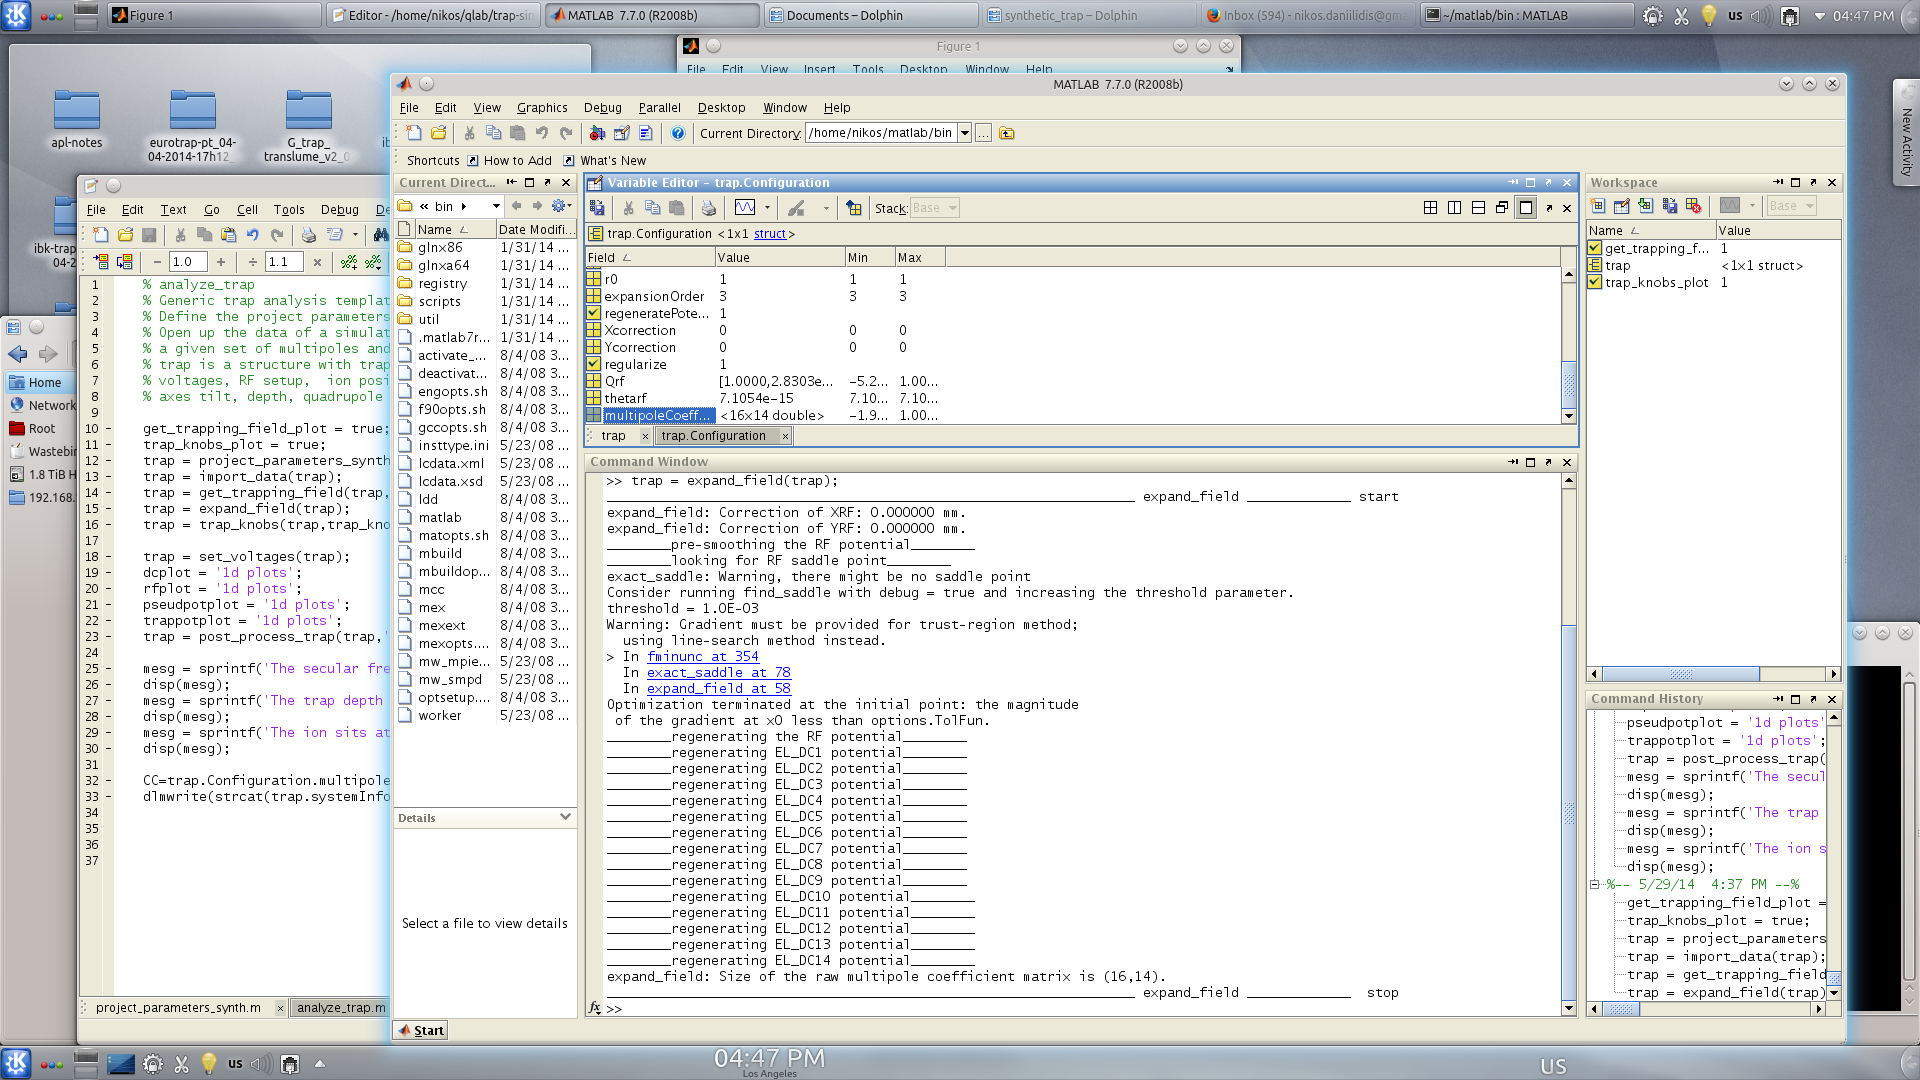 Figure 1
Editor - /home/nikos/qlab/trap-sin
MATLAB 7.7.0 (R2008b)
Documents – Dolphin
synthetic_trap – Dolphin
Inbox (594) - nikos.daniilidis@gm
~/matlab/bin : MATLAB
us
04:47 PM
New Activity
apl-notes
eurotrap-pt_04-
04-2014-17h12_
G_trap_
translume_v2_0
ibk-trap
Figure 1
File Edit View Insert Tools Desktop Window Help
File Edit Text Go Cell Tools Debug
1.0
1.1
1 % analyze_trap
2 % Generic trap analysis templat
3 % Define the project parameters
4 % Open up the data of a simulat
5 % a given set of multipoles and
6 % trap is a structure with trap
7 % voltages, RF setup, ion posi
8 % axes tilt, depth, quadrupole
9
10 get_trapping_field_plot = true;
11 trap_knobs_plot = true;
12 trap = project_parameters_synth
13 trap = import_data(trap);
14 trap = get_trapping_field(trap,
15 trap = expand_field(trap);
16 trap = trap_knobs(trap,trap_kno
17
18 trap = set_voltages(trap);
19 dcplot = '1d plots';
20 rfplot = '1d plots';
21 pseudpotplot = '1d plots';
22 trappotplot = '1d plots';
23 trap = post_process_trap(trap,'
24
25 mesg = sprintf('The secular fre
26 disp(mesg);
27 mesg = sprintf('The trap depth
28 disp(mesg);
29 mesg = sprintf('The ion sits at
30 disp(mesg);
31
32 CC=trap.Configuration.multipole
33 dlmwrite(strcat(trap.systemInfo
34
35
36
37
project_parameters_synth.m
analyze_trap.m
Home
Network
Root
Wastebin
1.8 TiB H
192.168.
MATLAB 7.7.0 (R2008b)
File Edit View Graphics Debug Parallel Desktop Window Help
Current Directory: /home/nikos/matlab/bin
Shortcuts How to Add What's New
Current Direct...
« bin
Name Date Modifi...
glnx86 1/31/14 ...
glnxa64 1/31/14 ...
registry 1/31/14 ...
scripts 1/31/14 ...
util 1/31/14 ...
.matlab7r... 1/31/14 ...
activate_... 8/4/08 3...
deactivat... 8/4/08 3...
engopts.sh 8/4/08 3...
f90opts.sh 8/4/08 3...
gccopts.sh 8/4/08 3...
insttype.ini 5/23/08 ...
lcdata.xml 5/23/08 ...
lcdata.xsd 5/23/08 ...
ldd 8/4/08 3...
matlab 8/4/08 3...
matopts.sh 8/4/08 3...
mbuild 8/4/08 3...
mbuildop... 8/4/08 3...
mcc 8/4/08 3...
mex 8/4/08 3...
mexext 8/4/08 3...
mexopts.... 8/4/08 3...
mw_mpie... 5/23/08 ...
mw_smpd 5/23/08 ...
optsetup... 8/4/08 3...
worker 5/23/08 ...
Details
Select a file to view details
Start
Variable Editor - trap.Configuration
Stack: Base
trap.Configuration <1x1 struct>
Field Value Min Max
r0 1 1 1
expansionOrder 3 3 3
regeneratePote... 1
Xcorrection 0 0 0
Ycorrection 0 0 0
regularize 1
Qrf [1.0000,2.8303e... −5.2... 1.00...
thetarf 7.1054e−15 7.10... 7.10...
multipoleCoeff... <16x14 double> −1.9... 1.00...
trap
trap.Configuration
Command Window
>> trap = expand_field(trap);
__________ expand_field __________ start
expand_field: Correction of XRF: 0.000000 mm.
expand_field: Correction of YRF: 0.000000 mm.
________pre-smoothing the RF potential________
________looking for RF saddle point________
exact_saddle: Warning, there might be no saddle point
Consider running find_saddle with debug = true and increasing the threshold parameter.
threshold = 1.0E-03
Warning: Gradient must be provided for trust-region method;
using line-search method instead.
> In fminunc at 354
In exact_saddle at 78
In expand_field at 58
Optimization terminated at the initial point: the magnitude
of the gradient at x0 less than options.TolFun.
________regenerating the RF potential________
________regenerating EL_DC1 potential________
________regenerating EL_DC2 potential________
________regenerating EL_DC3 potential________
________regenerating EL_DC4 potential________
________regenerating EL_DC5 potential________
________regenerating EL_DC6 potential________
________regenerating EL_DC7 potential________
________regenerating EL_DC8 potential________
________regenerating EL_DC9 potential________
________regenerating EL_DC10 potential________
________regenerating EL_DC11 potential________
________regenerating EL_DC12 potential________
________regenerating EL_DC13 potential________
________regenerating EL_DC14 potential________
expand_field: Size of the raw multipole coefficient matrix is (16,14).
__________ expand_field __________ stop
fx >>
Workspace
Base
Name Value
get_trapping_f... 1
trap <1x1 struct>
trap_knobs_plot 1
Command History
pseudpotplot = '1d plots'
trappotplot = '1d plots';
trap = post_process_trap(
mesg = sprintf('The secul
disp(mesg);
mesg = sprintf('The trap
disp(mesg);
mesg = sprintf('The ion s
disp(mesg);
%-- 5/29/14 4:37 PM --%
get_trapping_field_plot =
trap_knobs_plot = true;
trap = project_parameters
trap = import_data(trap);
trap = get_trapping_field
trap = expand_field(trap)
us
04:47 PM
Los Angeles
US